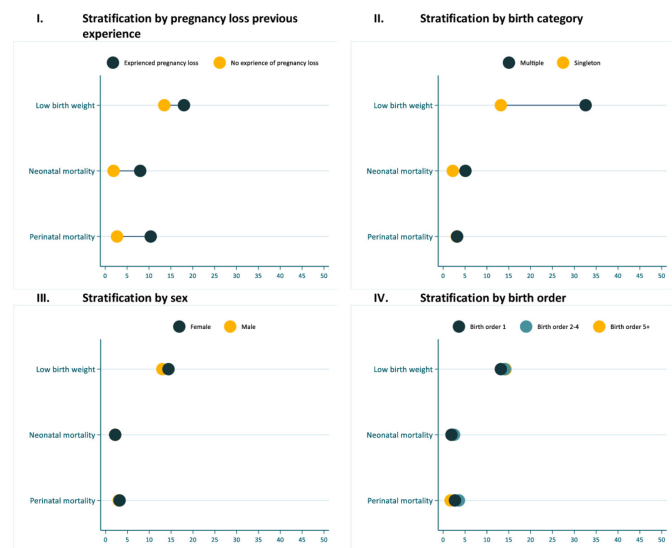 I. Stratification by pregnancy loss previous
experience
Exprienced pregnancy loss No exprience of pregnancy loss
Low birth weight
Neonatal mortality
Perinatal mortality
0 5 10 15 20 25 30 35 40 45 50
II. Stratification by birth category
Multiple Singleton
Low birth weight
Neonatal mortality
Perinatal mortality
0 5 10 15 20 25 30 35 40 45 50
III. Stratification by sex
Female Male
Low birth weight
Neonatal mortality
Perinatal mortality
0 5 10 15 20 25 30 35 40 45 50
IV. Stratification by birth order
Birth order 1 Birth order 2-4 Birth order 5+
Low birth weight
Neonatal mortality
Perinatal mortality
0 5 10 15 20 25 30 35 40 45 50